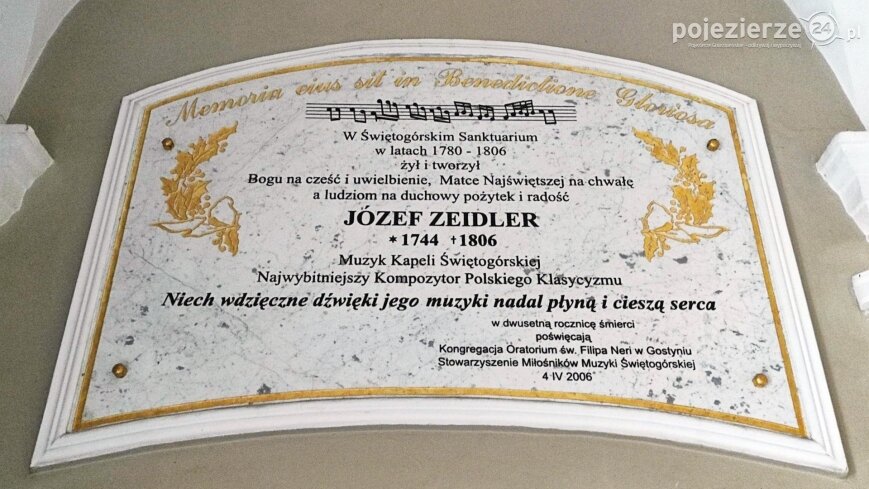 pojezierze24.pl
Memoria eius sit in Benedictione Gloriosa
W Świętogórskim Sanktuarium
w latach 1780 - 1806
żył i tworzył
Bogu na cześć i uwielbienie, Matce Najświętszej na chwałę
a ludziom na duchowy pożytek i radość
JÓZEF ZEIDLER
* 1744 † 1806
Muzyk Kapeli Świętogórskiej
Najwybitniejszy Kompozytor Polskiego Klasycyzmu
Niech wdzięczne dźwięki jego muzyki nadal płyną i cieszą serca
w dwusetną rocznicę śmierci
poświęcają
Kongregacja Oratorium św. Filipa Neri w Gostyniu
Stowarzyszenie Miłośników Muzyki Świętogórskiej
4 IV 2006